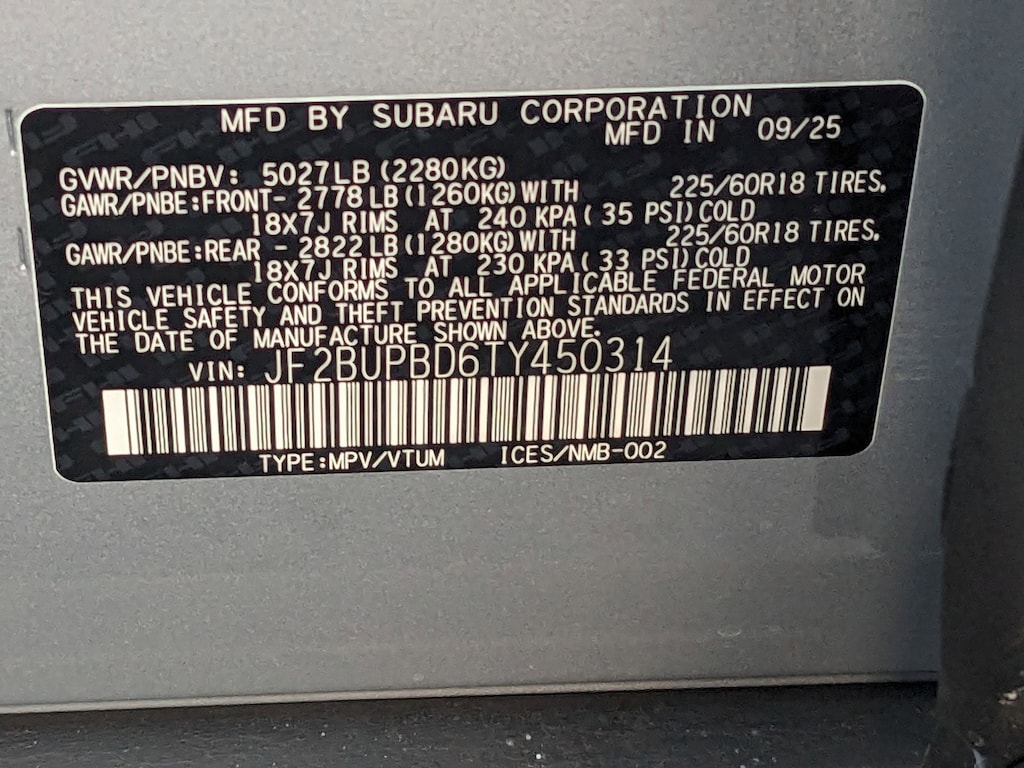 MFD BY SUBARU CORPORATION
MFD IN 09/25
GVWR/PNBV: 5027LB (2280KG)
GAWR/PNBE:FRONT- 2778 LB (1260KG) WITH 225/60R18 TIRES.
18X7J RIMS AT 240 KPA( 35 PSI) COLD
GAWR/PNBE:REAR - 2822 LB (1280KG) WITH 225/60R18 TIRES.
18X7J RIMS AT 230 KPA( 33 PSI) COLD
THIS VEHICLE CONFORMS TO ALL APPLICABLE FEDERAL MOTOR
VEHICLE SAFETY AND THEFT PREVENTION STANDARDS IN EFFECT ON
THE DATE OF MANUFACTURE SHOWN ABOVE.
VIN: JF2BUPBD6TY450314
TYPE:MPV/VTUM ICES/NMB-002